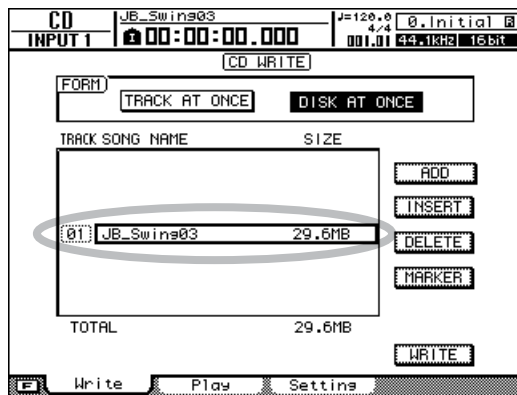 CD JB_Swing03 J=120.0 4/4 0.Initial
INPUT 1 00:00:00.000 001.01 44.1kHz 16bit
CD WRITE
FORM
TRACK AT ONCE DISK AT ONCE
TRACK SONG NAME SIZE
ADD
INSERT
01 JB_Swing03 29.6MB
DELETE
MARKER
TOTAL 29.6MB
WRITE
F Write Play Setting